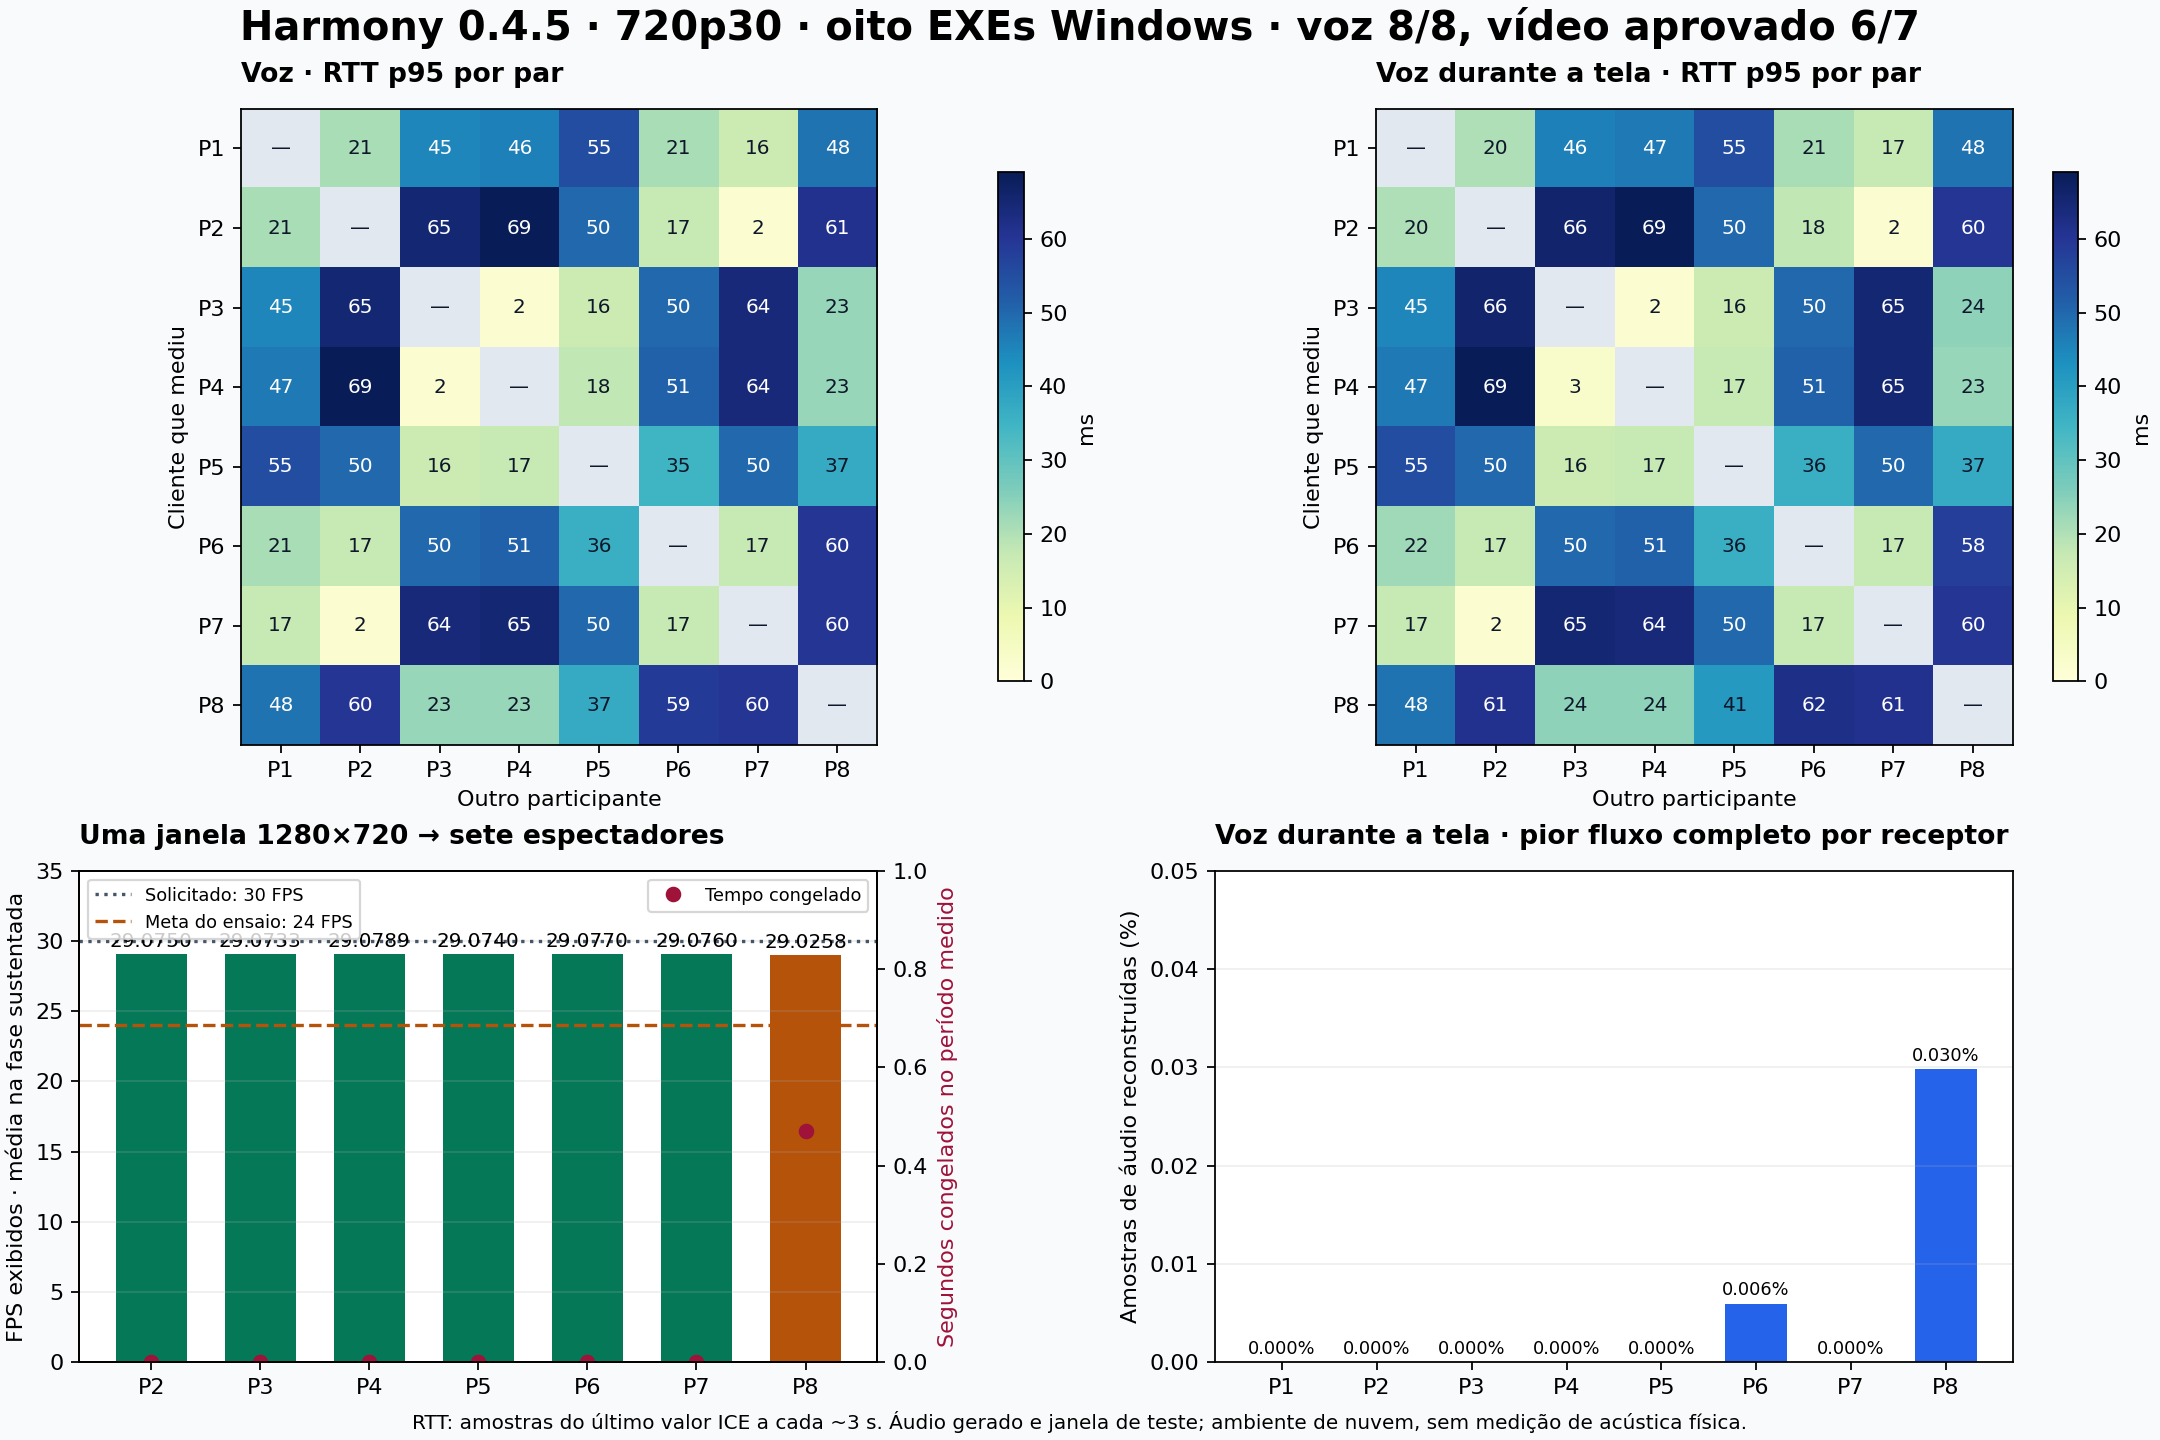 Harmony 0.4.5 · 720p30 · oito EXEs Windows · voz 8/8, vídeo aprovado 6/7
Voz · RTT p95 por par
Cliente que mediu
P1 — 21 45 46 55 21 16 48
P2 21 — 65 69 50 17 2 61
P3 45 65 — 2 16 50 64 23
P4 47 69 2 — 18 51 64 23
P5 55 50 16 17 — 35 50 37
P6 21 17 50 51 36 — 17 60
P7 17 2 64 65 50 17 — 60
P8 48 60 23 23 37 59 60 —
P1 P2 P3 P4 P5 P6 P7 P8
Outro participante
60
50
40
30
20
10
0
ms
Voz durante a tela · RTT p95 por par
Cliente que mediu
P1 — 20 46 47 55 21 17 48
P2 20 — 66 69 50 18 2 60
P3 45 66 — 2 16 50 65 24
P4 47 69 3 — 17 51 65 23
P5 55 50 16 17 — 36 50 37
P6 22 17 50 51 36 — 17 58
P7 17 2 65 64 50 17 — 60
P8 48 61 24 24 41 62 61 —
P1 P2 P3 P4 P5 P6 P7 P8
Outro participante
60
50
40
30
20
10
0
ms
Uma janela 1280×720 → sete espectadores
FPS exibidos · média na fase sustentada
35
30
25
20
15
10
5
0
Solicitado: 30 FPS
Meta do ensaio: 24 FPS
Tempo congelado
29.0750 29.0733 29.0789 29.0740 29.0770 29.0760 29.0258
P2 P3 P4 P5 P6 P7 P8
1.0
0.8
0.6
0.4
0.2
0.0
Segundos congelados no período medido
Voz durante a tela · pior fluxo completo por receptor
Amostras de áudio reconstruídas (%)
0.05
0.04
0.03
0.02
0.01
0.00
0.000% 0.000% 0.000% 0.000% 0.000% 0.006% 0.000% 0.030%
P1 P2 P3 P4 P5 P6 P7 P8
RTT: amostras do último valor ICE a cada ~3 s. Áudio gerado e janela de teste; ambiente de nuvem, sem medição de acústica física.